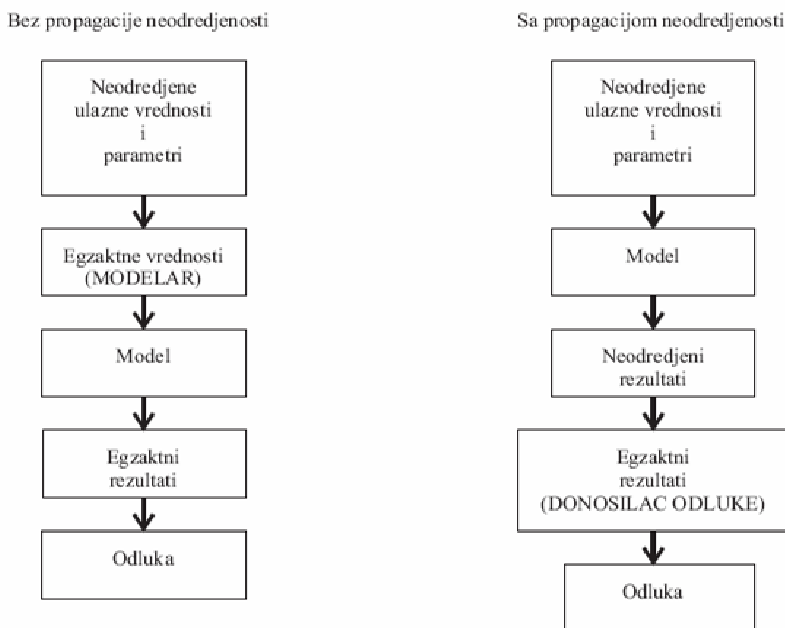 Bez propagacije neodredjenosti
Neodredjene
ulazne vrednosti
i
parametri
Egzaktne vrednosti
(MODELAR)
Model
Egzaktni
rezultati
Odluka
Sa propagacijom neodredjenosti
Neodredjene
ulazne vrednosti
i
parametri
Model
Neodredjeni
rezultati
Egzaktni
rezultati
(DONOSILAC ODLUKE)
Odluka